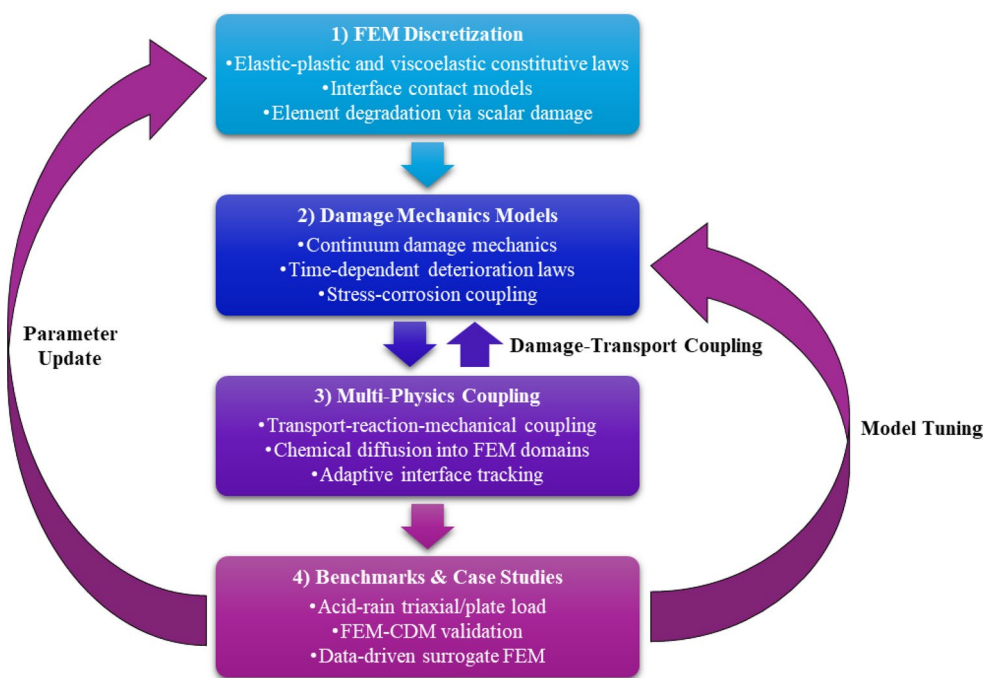 1) FEM Discretization
•Elastic-plastic and viscoelastic constitutive laws
•Interface contact models
•Element degradation via scalar damage
2) Damage Mechanics Models
•Continuum damage mechanics
•Time-dependent deterioration laws
•Stress-corrosion coupling
Parameter
Update
Damage-Transport Coupling
3) Multi-Physics Coupling
•Transport-reaction-mechanical coupling
•Chemical diffusion into FEM domains
•Adaptive interface tracking
Model Tuning
4) Benchmarks & Case Studies
•Acid-rain triaxial/plate load
•FEM-CDM validation
•Data-driven surrogate FEM